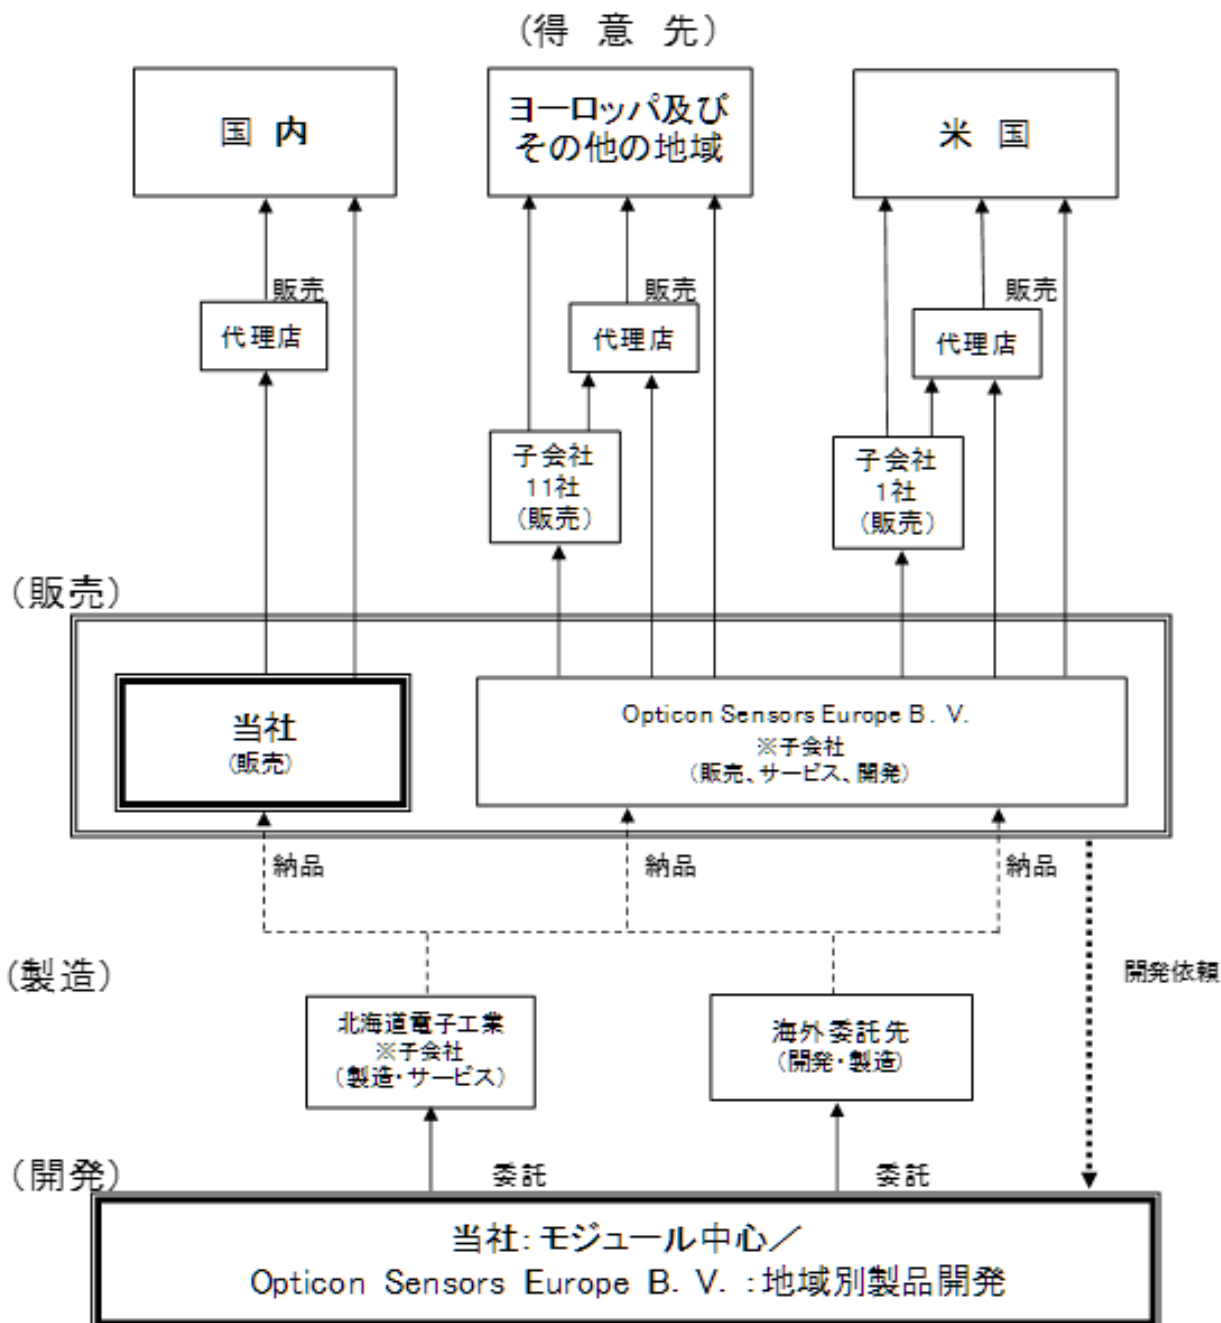 (得 意 先)
国 内
ヨーロッパ及び
その他の地域
米 国
販売
販売
販売
代理店
代理店
代理店
子会社
11社
(販売)
子会社
1社
(販売)
(販売)
当社
(販売)
Opticon Sensors Europe B. V.
※子会社
(販売、サービス、開発)
納品
納品
納品
(製造)
開発依頼
北海道電子工業
※子会社
(製造・サービス)
海外委託先
(開発・製造)
(開発)
委託
委託
当社:モジュール中心/
Opticon Sensors Europe B. V. :地域別製品開発